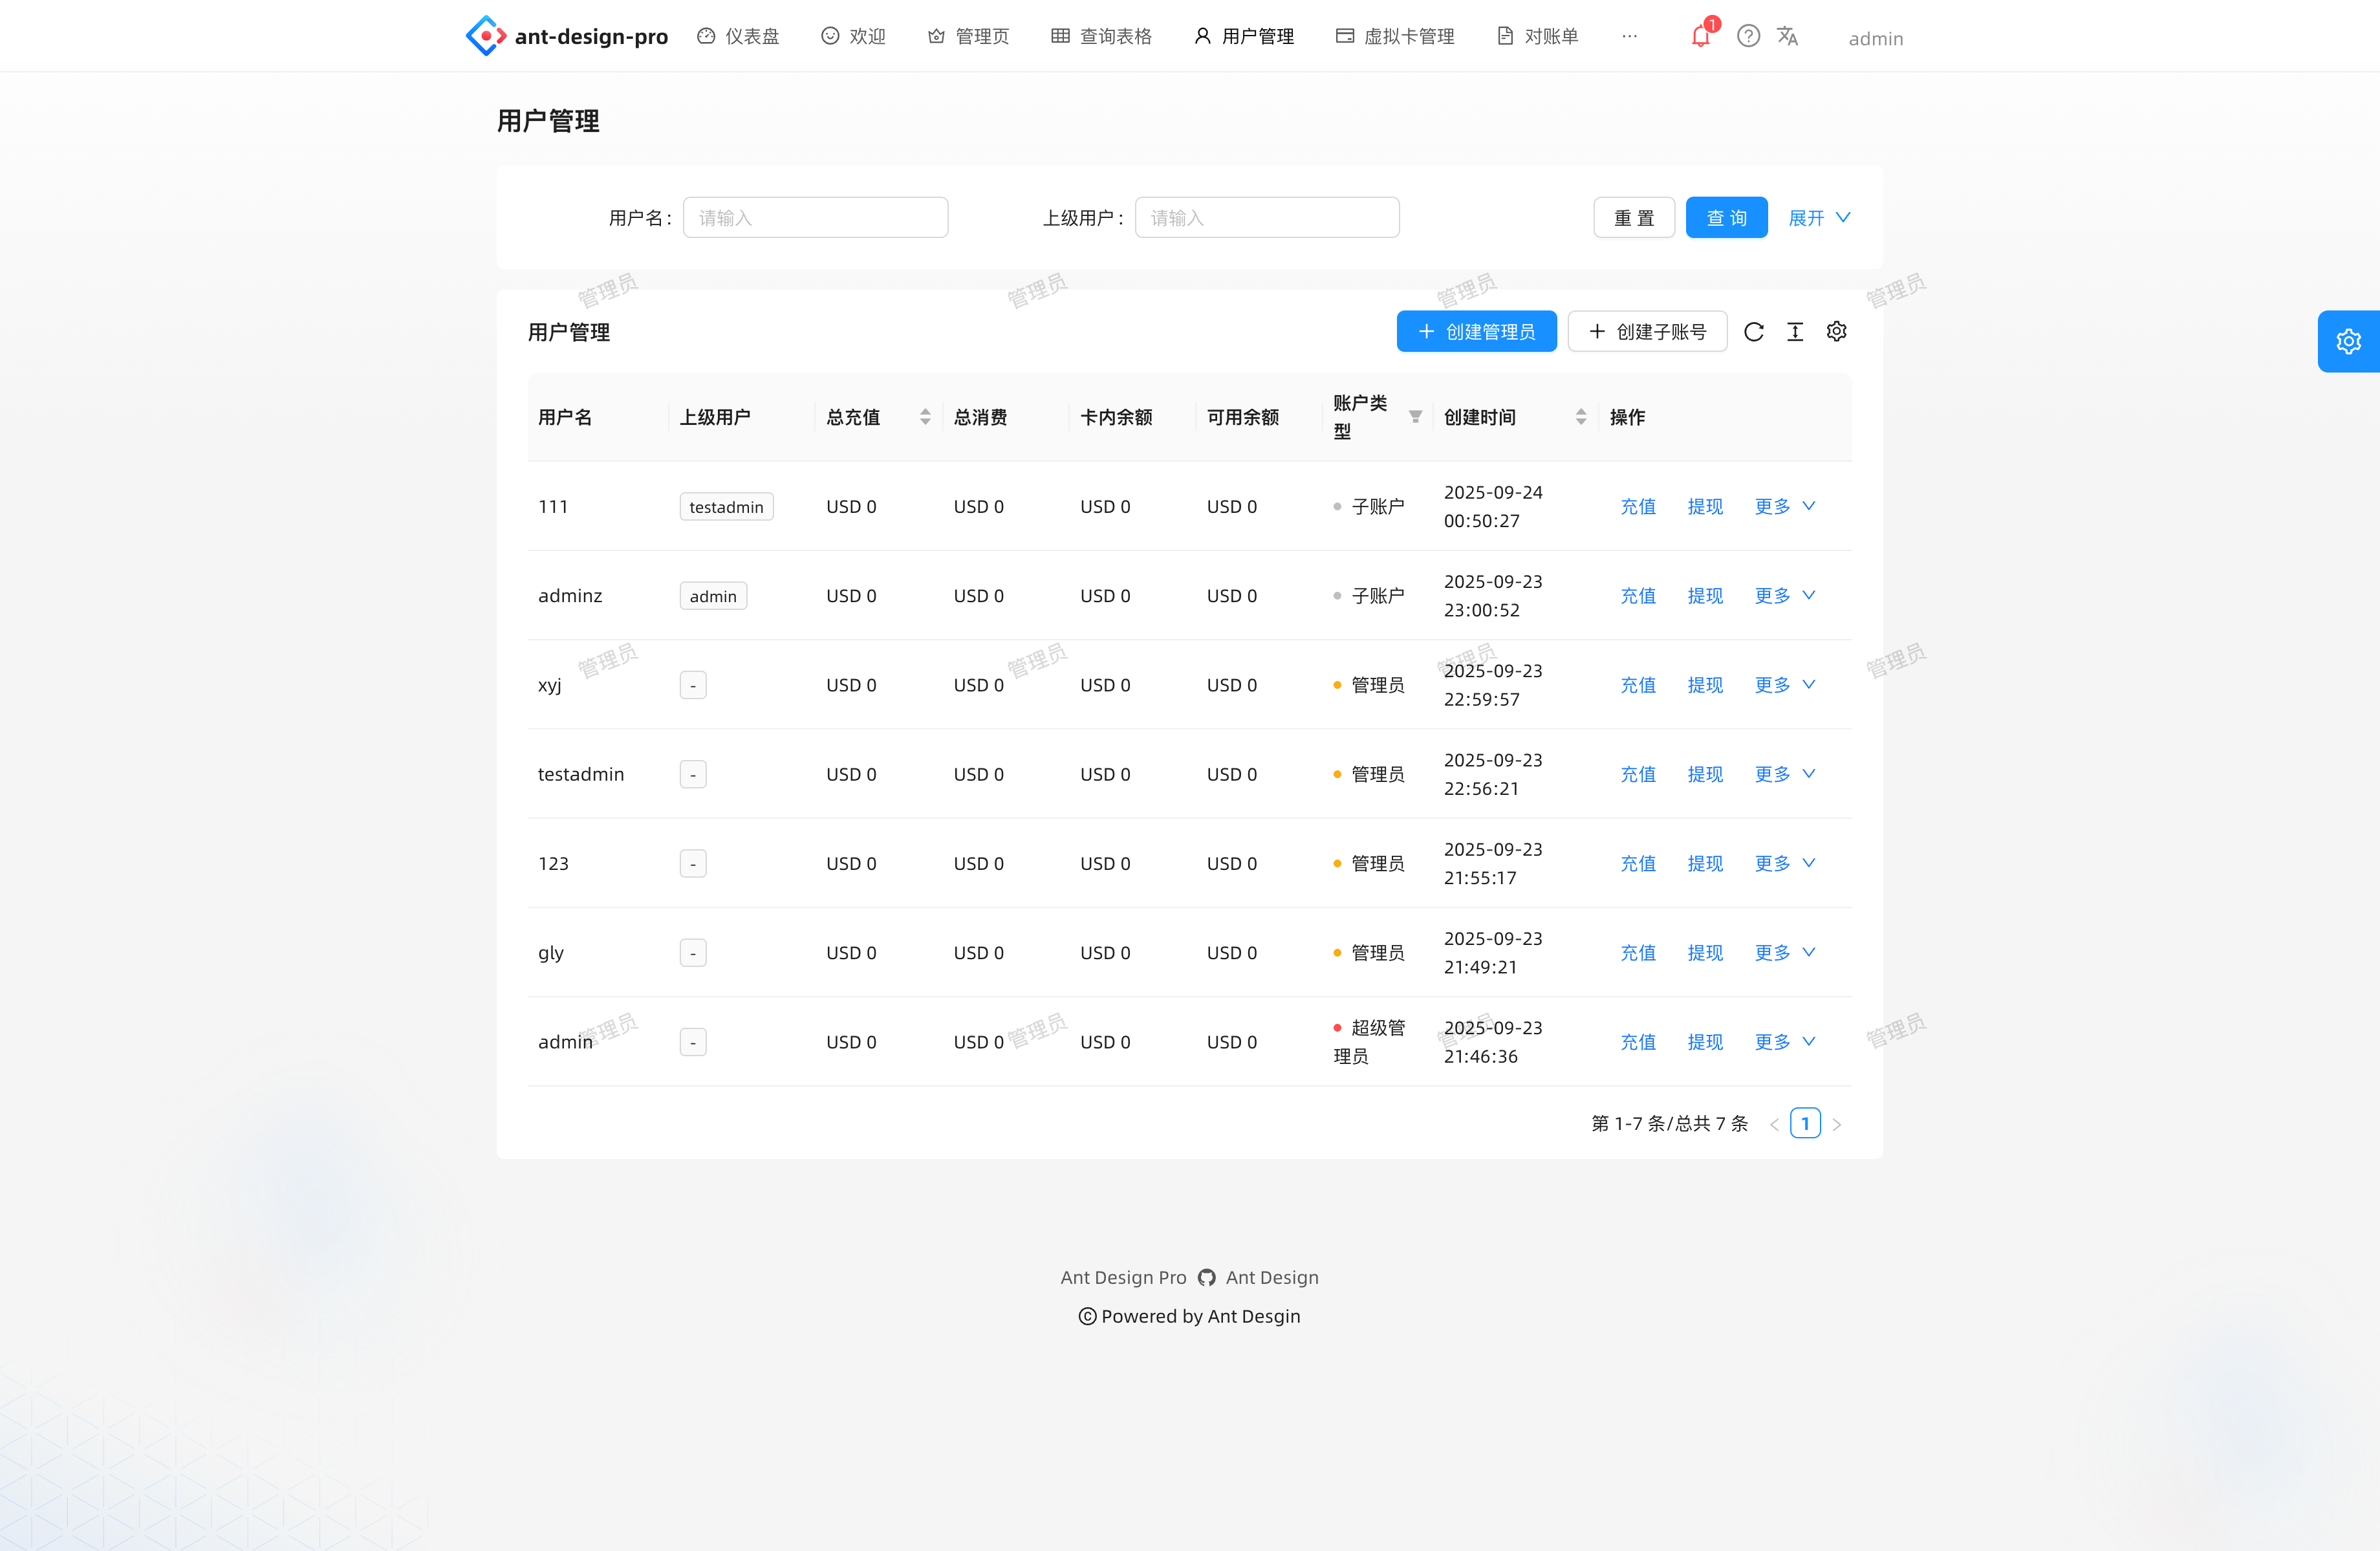 ant-design-pro 仪表盘 欢迎 管理页 查询表格 用户管理 虚拟卡管理 对账单 ··· 1 admin
用户管理
用户名 : 请输入 上级用户 : 请输入 重 置 查 询 展开
管理员 管理员 管理员 管理员
用户管理 创建管理员 创建子账号
用户名 上级用户 总充值 总消费 卡内余额 可用余额 账户类型 创建时间 操作
111 testadmin USD 0 USD 0 USD 0 USD 0 子账户 2025-09-24 00:50:27 充值 提现 更多
adminz admin USD 0 USD 0 USD 0 USD 0 子账户 2025-09-23 23:00:52 充值 提现 更多
管理员 管理员 管理员 管理员
xyj - USD 0 USD 0 USD 0 USD 0 管理员 2025-09-23 22:59:57 充值 提现 更多
testadmin - USD 0 USD 0 USD 0 USD 0 管理员 2025-09-23 22:56:21 充值 提现 更多
123 - USD 0 USD 0 USD 0 USD 0 管理员 2025-09-23 21:55:17 充值 提现 更多
gly - USD 0 USD 0 USD 0 USD 0 管理员 2025-09-23 21:49:21 充值 提现 更多
管理员 管理员 管理员 管理员
admin - USD 0 USD 0 USD 0 USD 0 超级管理员 2025-09-23 21:46:36 充值 提现 更多
第 1-7 条/总共 7 条 1
Ant Design Pro Ant Design
© Powered by Ant Desgin